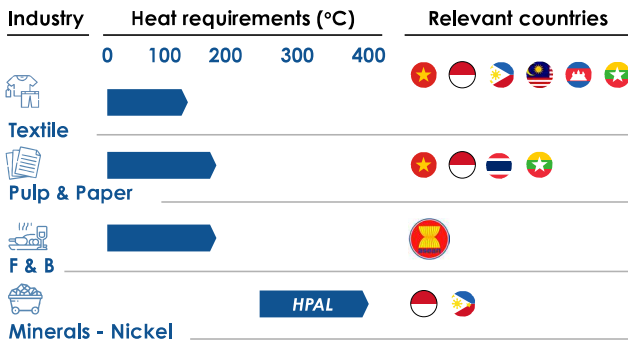 Industry Heat requirements (°C) Relevant countries
0 100 200 300 400
Textile
Pulp & Paper
F & B
HPAL
Minerals - Nickel